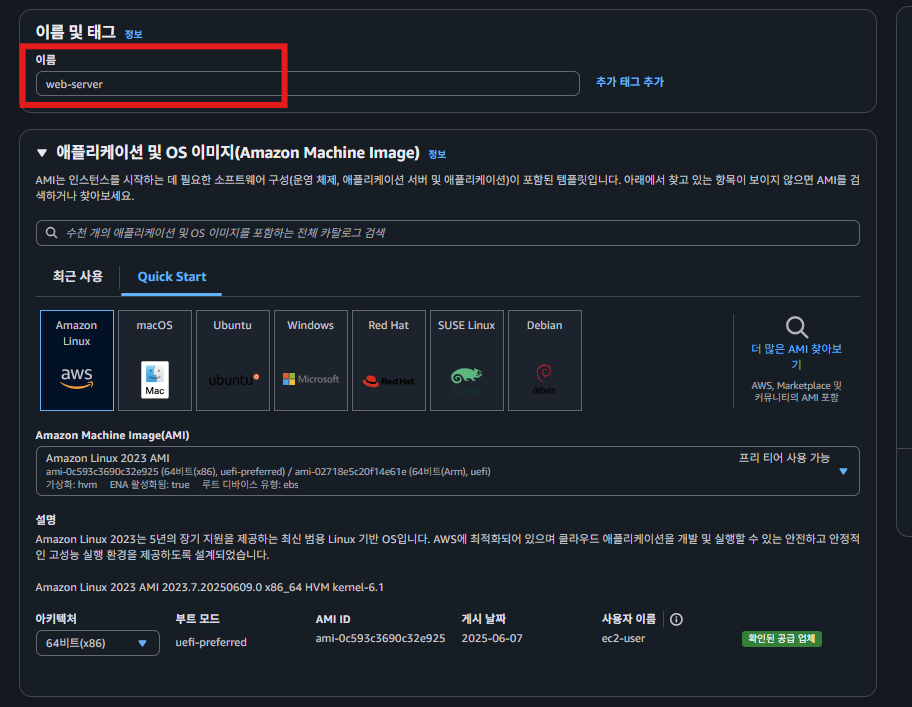 이름 및 태그 정보
이름
web-server
추가 태그 추가
▼ 애플리케이션 및 OS 이미지(Amazon Machine Image) 정보
AMI는 인스턴스를 시작하는 데 필요한 소프트웨어 구성(운영 체제, 애플리케이션 서버 및 애플리케이션)이 포함된 템플릿입니다. 아래에서 찾고 있는 항목이 보이지 않으면 AMI를 검
색하거나 찾아보세요.
수천 개의 애플리케이션 및 OS 이미지를 포함하는 전체 카탈로그 검색
최근 사용
Quick Start
Amazon
Linux
aws
macOS
Mac
Ubuntu
ubuntu
Windows
Microsoft
Red Hat
RedHat
SUSE Linux
Debian
debian
더 많은 AMI 찾아보
기
AWS, Marketplace 및
커뮤니티의 AMI 포함
Amazon Machine Image(AMI)
Amazon Linux 2023 AMI
프리 티어 사용 가능
ami-0c593c3690c32e925 (64비트(x86), uefi-preferred) / ami-02718e5c20f14e61e (64비트(Arm), uefi)
가상화: hvm ENA 활성화됨: true 루트 디바이스 유형: ebs
설명
Amazon Linux 2023는 5년의 장기 지원을 제공하는 최신 범용 Linux 기반 OS입니다. AWS에 최적화되어 있으며 클라우드 애플리케이션을 개발 및 실행할 수 있는 안전하고 안정적
인 고성능 실행 환경을 제공하도록 설계되었습니다.
Amazon Linux 2023 AMI 2023.7.20250609.0 x86_64 HVM kernel-6.1
아키텍처
64비트(x86)
부트 모드
uefi-preferred
AMI ID
ami-0c593c3690c32e925
게시 날짜
2025-06-07
사용자 이름
ec2-user
확인된 공급 업체